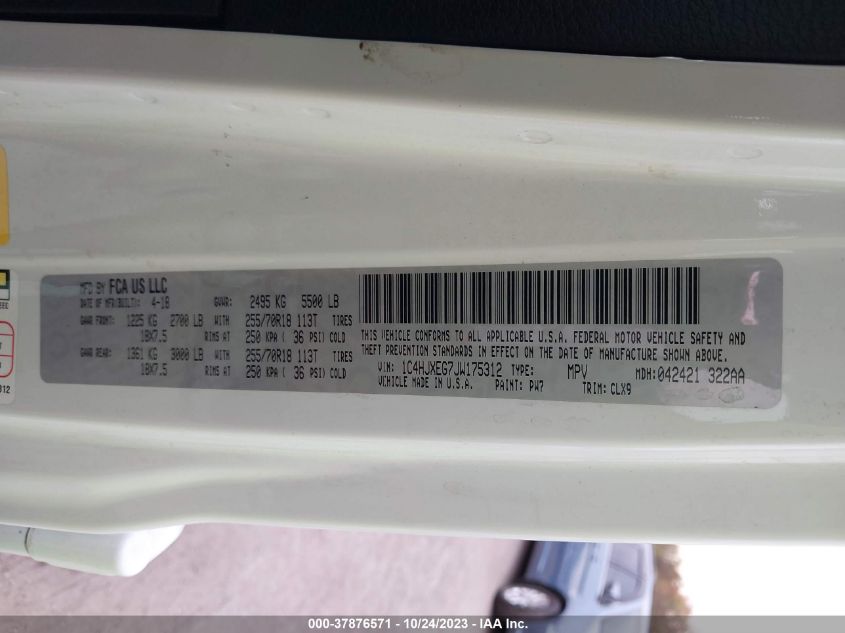 MFD BY FCA US LLC
DATE OF MFR(BUILT): 4-18 GVWR: 2495 KG 5500 LB
GAWR FRONT: 1225 KG 2700 LB WITH 255/70R18 113T TIRES
18X7.5 RIMS AT 250 KPA( 36 PSI) COLD
GAWR REAR: 1361 KG 3000 LB WITH 255/70R18 113T TIRES
18X7.5 RIMS AT 250 KPA( 36 PSI) COLD
THIS VEHICLE CONFORMS TO ALL APPLICABLE U.S.A. FEDERAL MOTOR VEHICLE SAFETY AND
THEFT PREVENTION STANDARDS IN EFFECT ON THE DATE OF MANUFACTURE SHOWN ABOVE.
VIN: 1C4HJXEG7JW175312 TYPE: MPV MDH: 042421 322AA
VEHICLE MADE IN U.S.A. PAINT: PW7 TRIM: CLX9
312
000-37876571 - 10/24/2023 - IAA Inc.